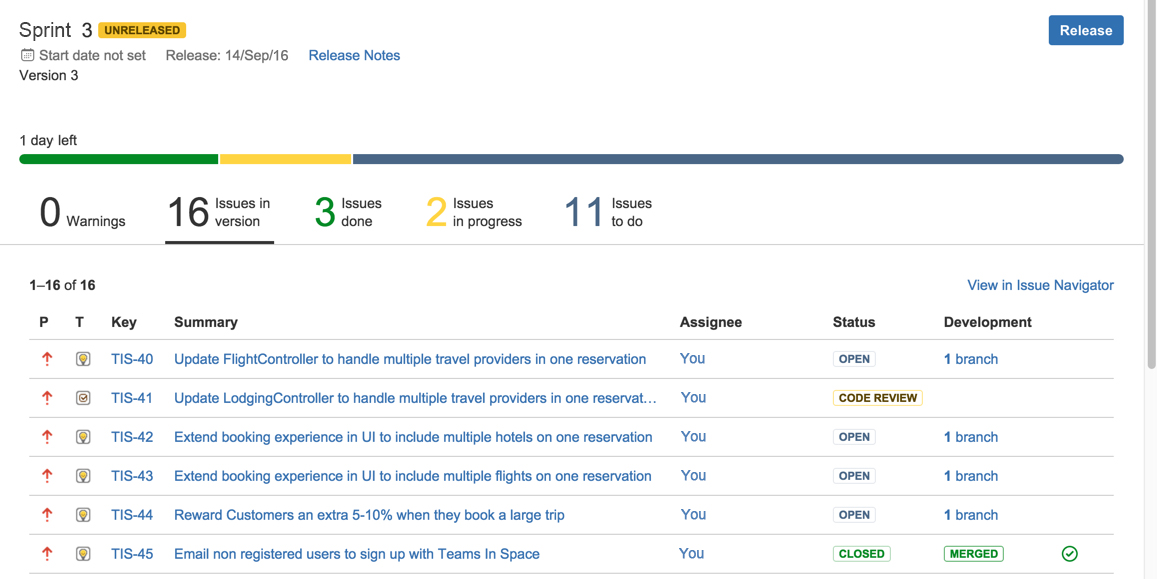 Sprint 3 UNRELEASED Release
Start date not set Release: 14/Sep/16 Release Notes
Version 3
1 day left
0 Warnings 16 Issues in version 3 Issues done 2 Issues in progress 11 Issues to do
1–16 of 16 View in Issue Navigator
P T Key Summary Assignee Status Development
TIS-40 Update FlightController to handle multiple travel providers in one reservation You OPEN 1 branch
TIS-41 Update LodgingController to handle multiple travel providers in one reservat... You CODE REVIEW
TIS-42 Extend booking experience in UI to include multiple hotels on one reservation You OPEN 1 branch
TIS-43 Extend booking experience in UI to include multiple flights on one reservation You OPEN 1 branch
TIS-44 Reward Customers an extra 5-10% when they book a large trip You OPEN 1 branch
TIS-45 Email non registered users to sign up with Teams In Space You CLOSED MERGED